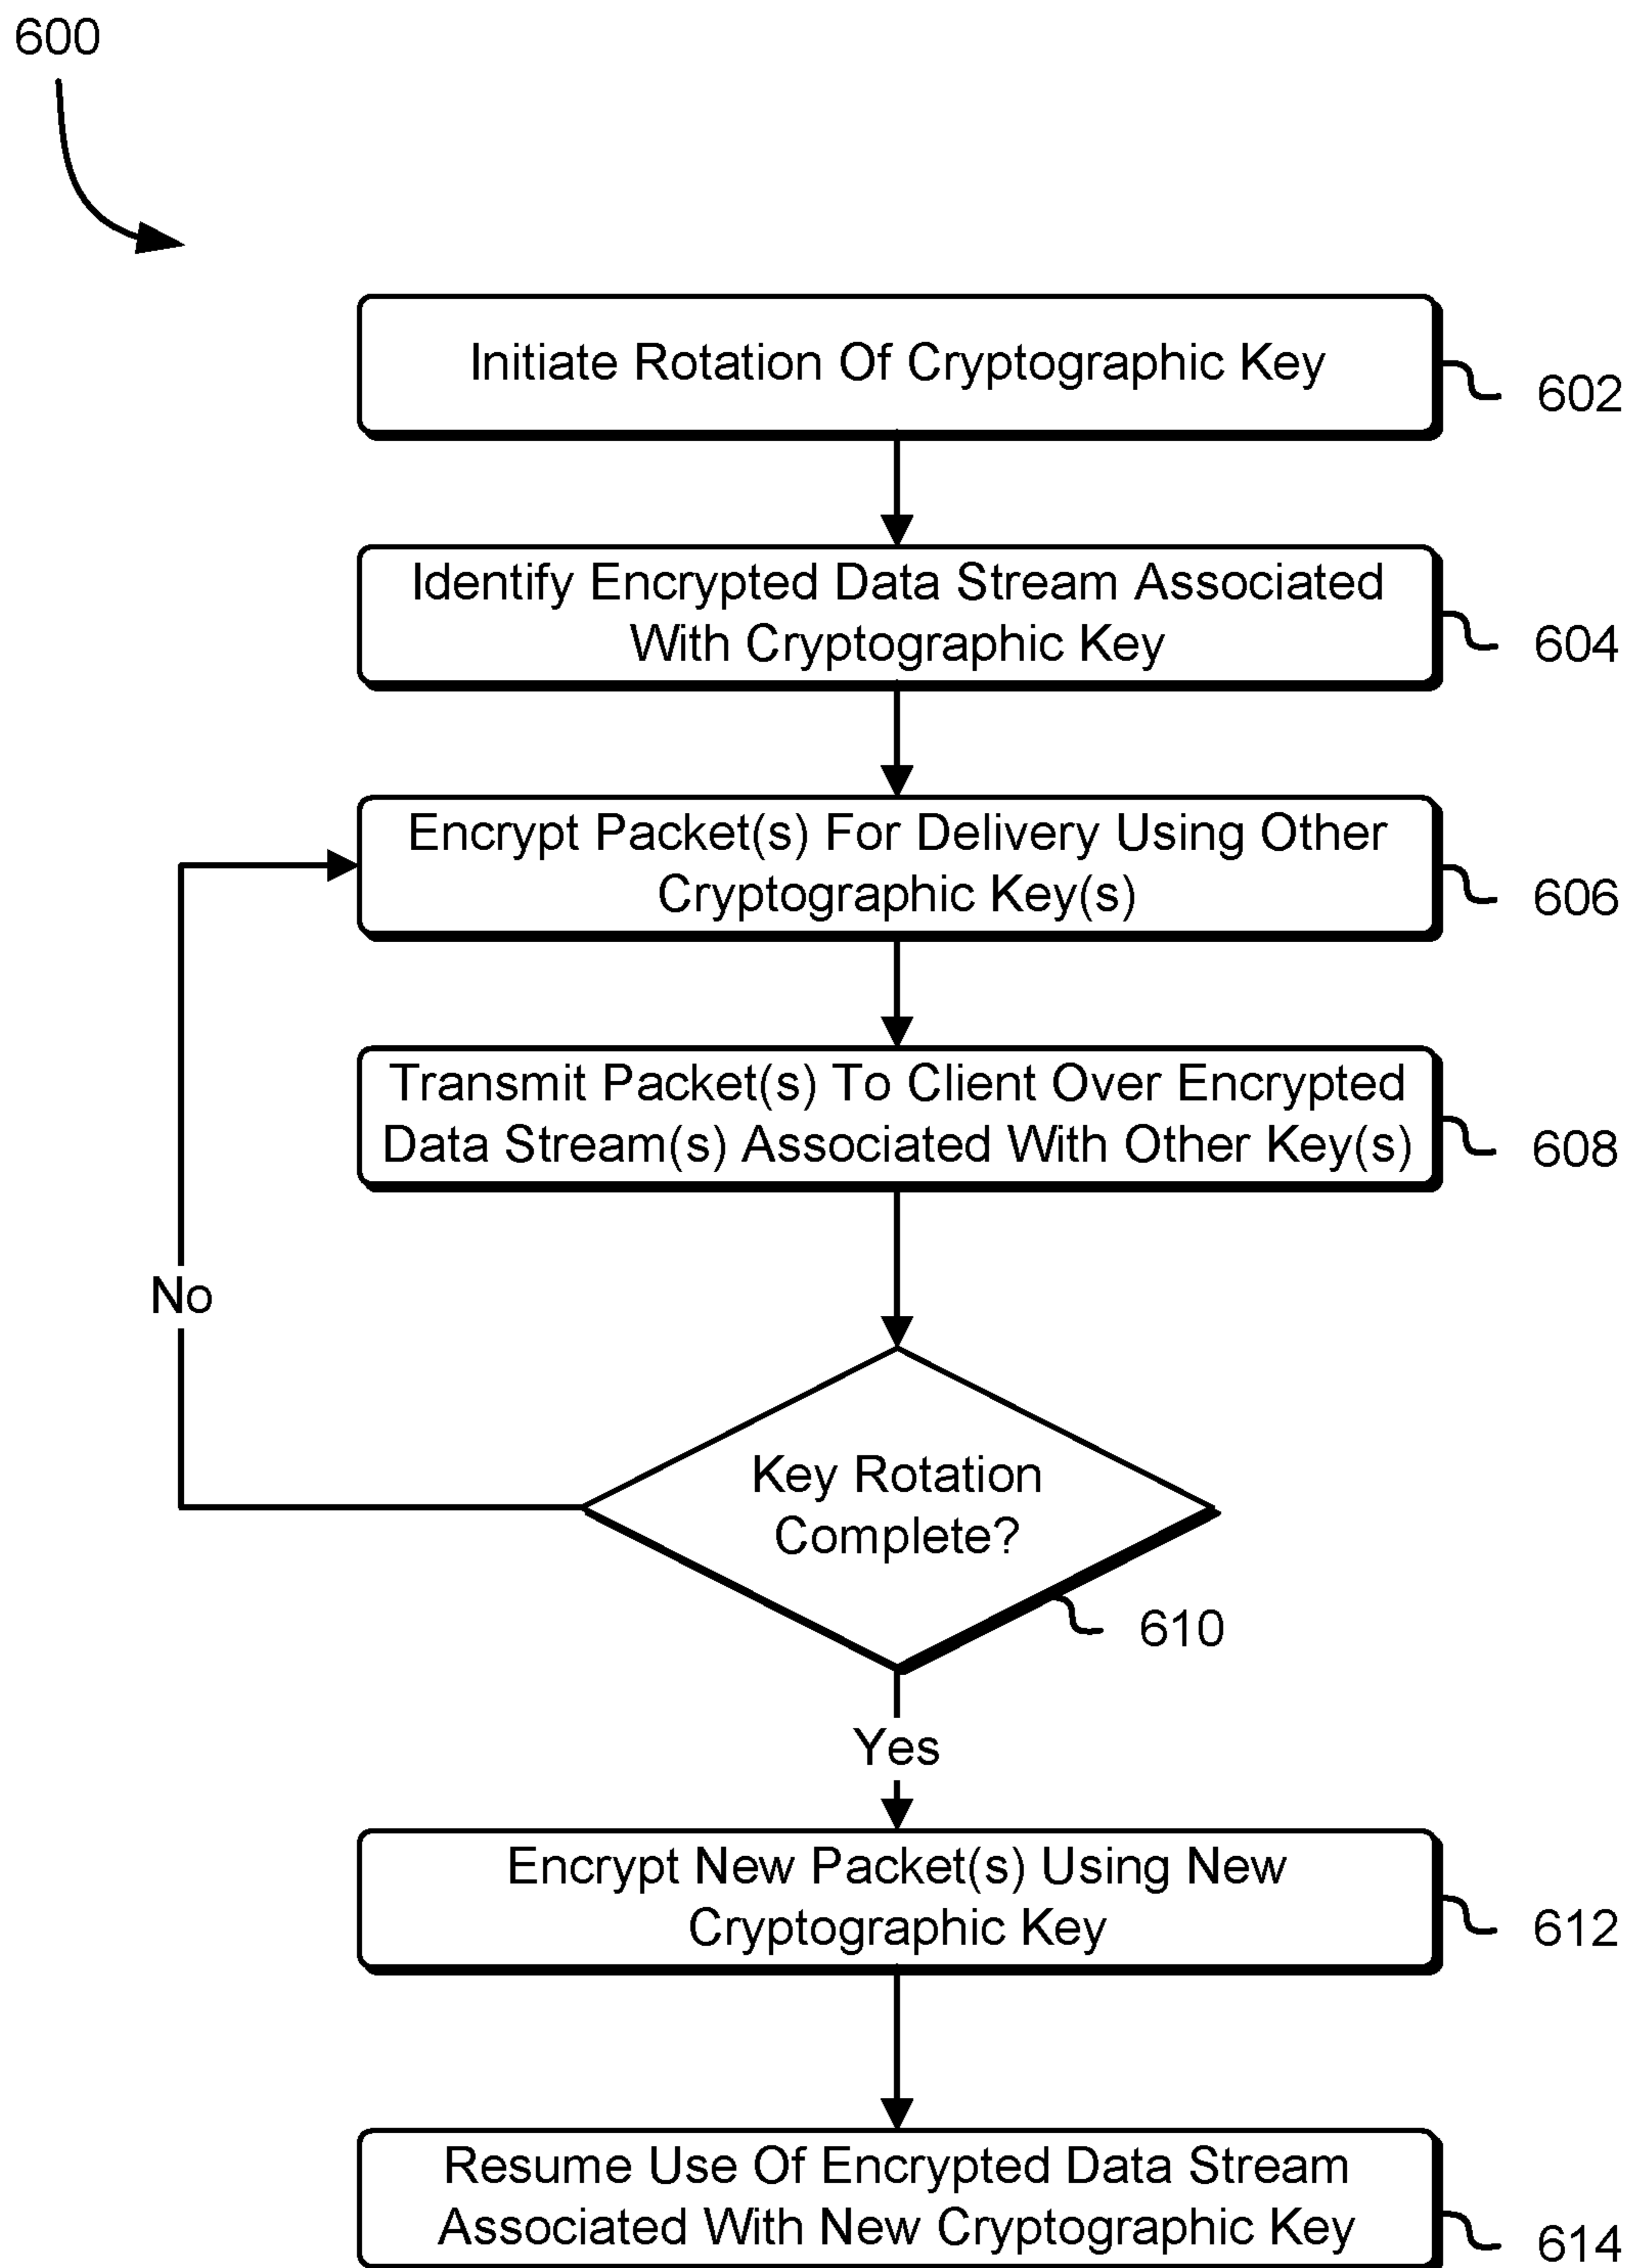 600
Initiate Rotation Of Cryptographic Key
602
Identify Encrypted Data Stream Associated
With Cryptographic Key
604
Encrypt Packet(s) For Delivery Using Other
Cryptographic Key(s)
606
Transmit Packet(s) To Client Over Encrypted
Data Stream(s) Associated With Other Key(s)
608
No
Key Rotation
Complete?
610
Yes
Encrypt New Packet(s) Using New
Cryptographic Key
612
Resume Use Of Encrypted Data Stream
Associated With New Cryptographic Key
614